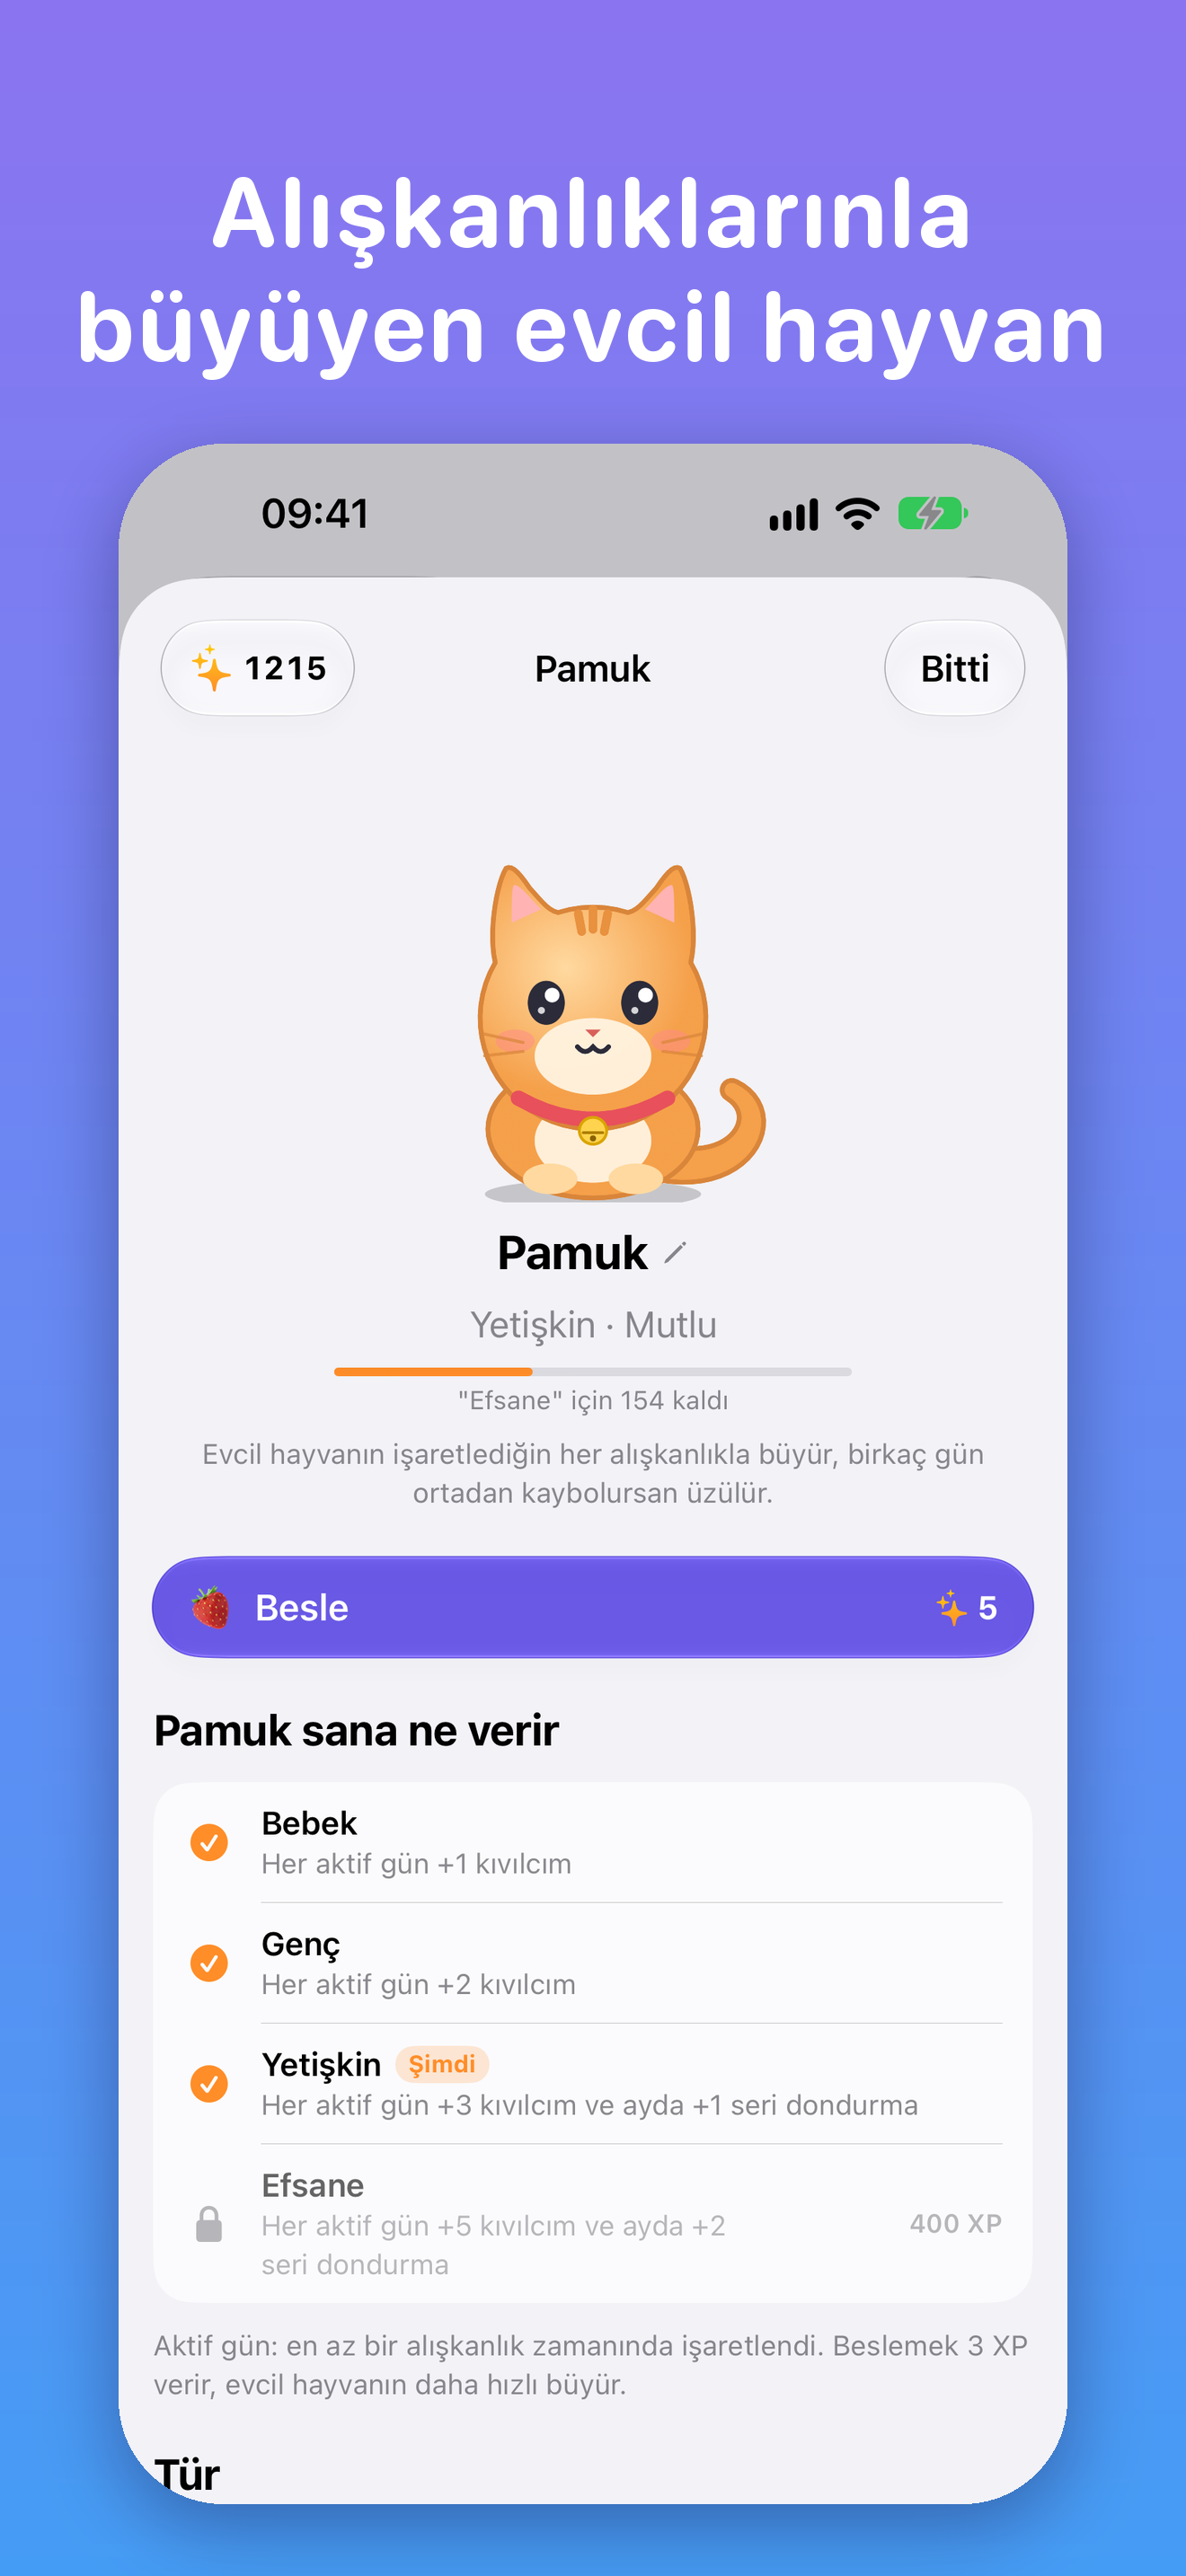 Alışkanlıklarınla
büyüyen evcil hayvan
09:41
1215
Pamuk
Bitti
Pamuk
Yetişkin · Mutlu
"Efsane" için 154 kaldı
Evcil hayvanın işaretlediğin her alışkanlıkla büyür, birkaç gün
ortadan kaybolursan üzülür.
Besle
5
Pamuk sana ne verir
Bebek
Her aktif gün +1 kıvılcım
Genç
Her aktif gün +2 kıvılcım
Yetişkin Şimdi
Her aktif gün +3 kıvılcım ve ayda +1 seri dondurma
Efsane
Her aktif gün +5 kıvılcım ve ayda +2
seri dondurma
400 XP
Aktif gün: en az bir alışkanlık zamanında işaretlendi. Beslemek 3 XP
verir, evcil hayvanın daha hızlı büyür.
Tür